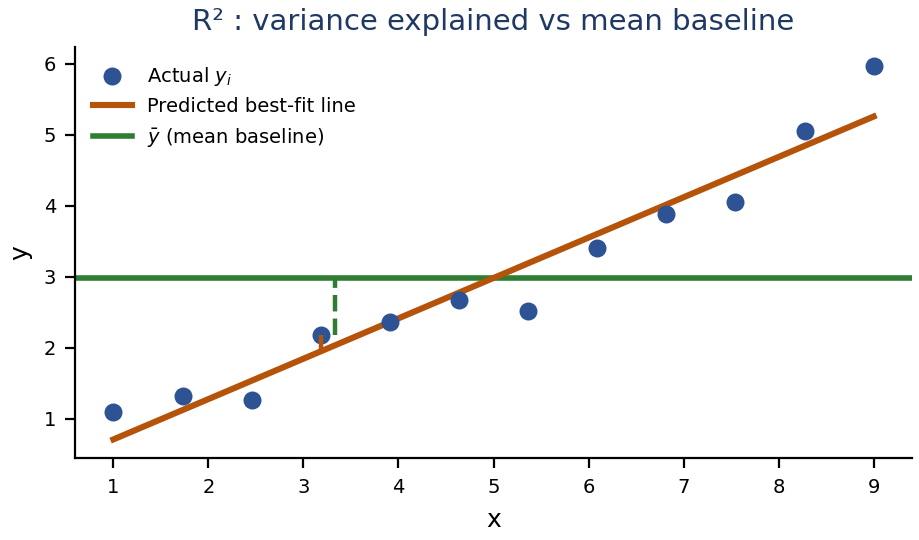 R² : variance explained vs mean baseline
Actual yᵢ
Predicted best-fit line
ȳ (mean baseline)
6
5
4
3
2
1
y
1 2 3 4 5 6 7 8 9
x